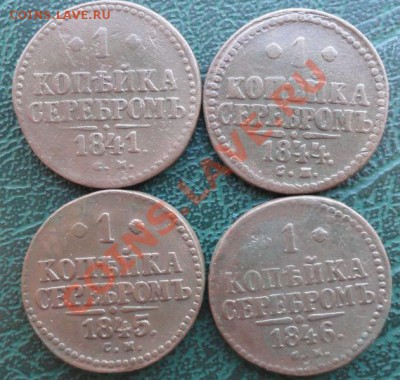 COINS.LAVE.RU
1
КОПѢЙКА
СЕРЕБРОМЪ
1841.
1
КОПѢЙКА
СЕРЕБРОМЪ
1844.
С. М.
1
КОПѢЙКА
СЕРЕБРОМЪ
1845.
С. М.
1
КОПѢЙКА
СЕРЕБРОМЪ
1846.
С. М.
COINS.LAVE.RU